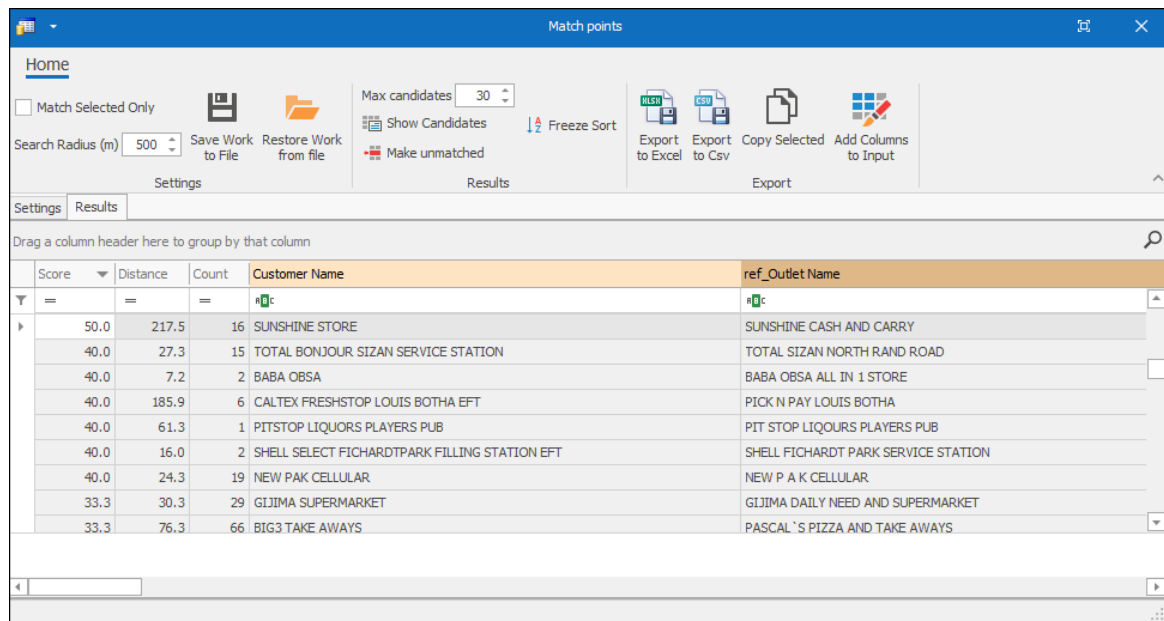 Match points
Home
Match Selected Only
Search Radius (m) 500
Save Work to File
Restore Work from file
Settings
Max candidates 30
Show Candidates
Make unmatched
Freeze Sort
Results
XLSX
Export to Excel
CSV
Export to Csv
Copy Selected
Add Columns to Input
Export
Settings Results
Drag a column header here to group by that column
Score Distance Count Customer Name ref_Outlet Name
= = = ABC ABC
50.0 217.5 16 SUNSHINE STORE SUNSHINE CASH AND CARRY
40.0 27.3 15 TOTAL BONJOUR SIZAN SERVICE STATION TOTAL SIZAN NORTH RAND ROAD
40.0 7.2 2 BABA OBSA BABA OBSA ALL IN 1 STORE
40.0 185.9 6 CALTEX FRESHSTOP LOUIS BOTHA EFT PICK N PAY LOUIS BOTHA
40.0 61.3 1 PITSTOP LIQUORS PLAYERS PUB PIT STOP LIQOURS PLAYERS PUB
40.0 16.0 2 SHELL SELECT FICHARDTPARK FILLING STATION EFT SHELL FICHARDT PARK SERVICE STATION
40.0 24.3 19 NEW PAK CELLULAR NEW P A K CELLULAR
33.3 30.3 29 GIJIMA SUPERMARKET GIJIMA DAILY NEED AND SUPERMARKET
33.3 76.3 66 BIG3 TAKE AWAYS PASCAL`S PIZZA AND TAKE AWAYS